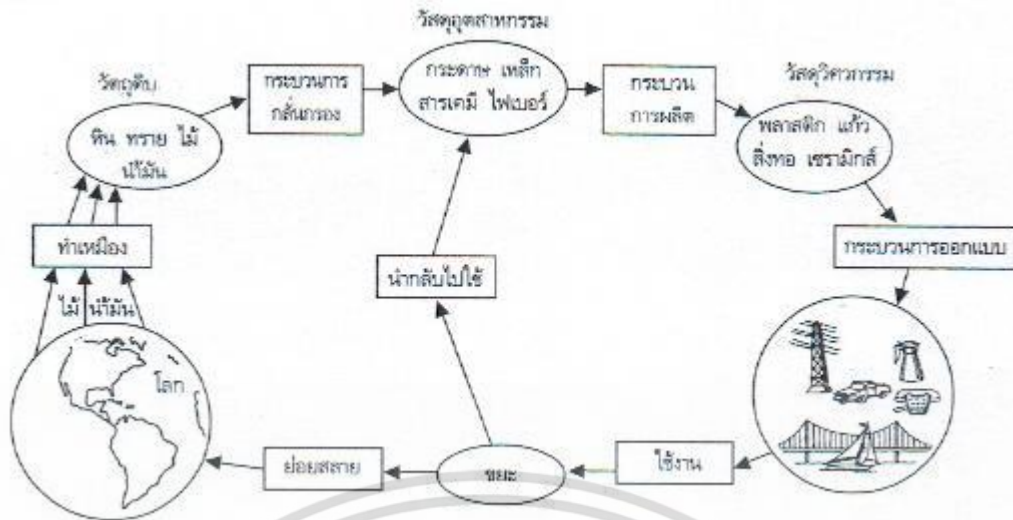 วัสดุอุตสาหกรรม
กระดาษ เหล็ก
สารเคมี ไฟเบอร์
วัตถุดิบ
กระบวนการ
กลั่นกรอง
กระบวน
การผลิต
วัสดุวิศวกรรม
หิน ทราย ไม้
น้ำมัน
พลาสติก แก้ว
สิ่งทอ เซรามิกส์
ทำเหมือง
กระบวนการออกแบบ
นำกลับไปใช้
ไม้ น้ำมัน
โลก
ย่อยสลาย
ขยะ
ใช้งาน